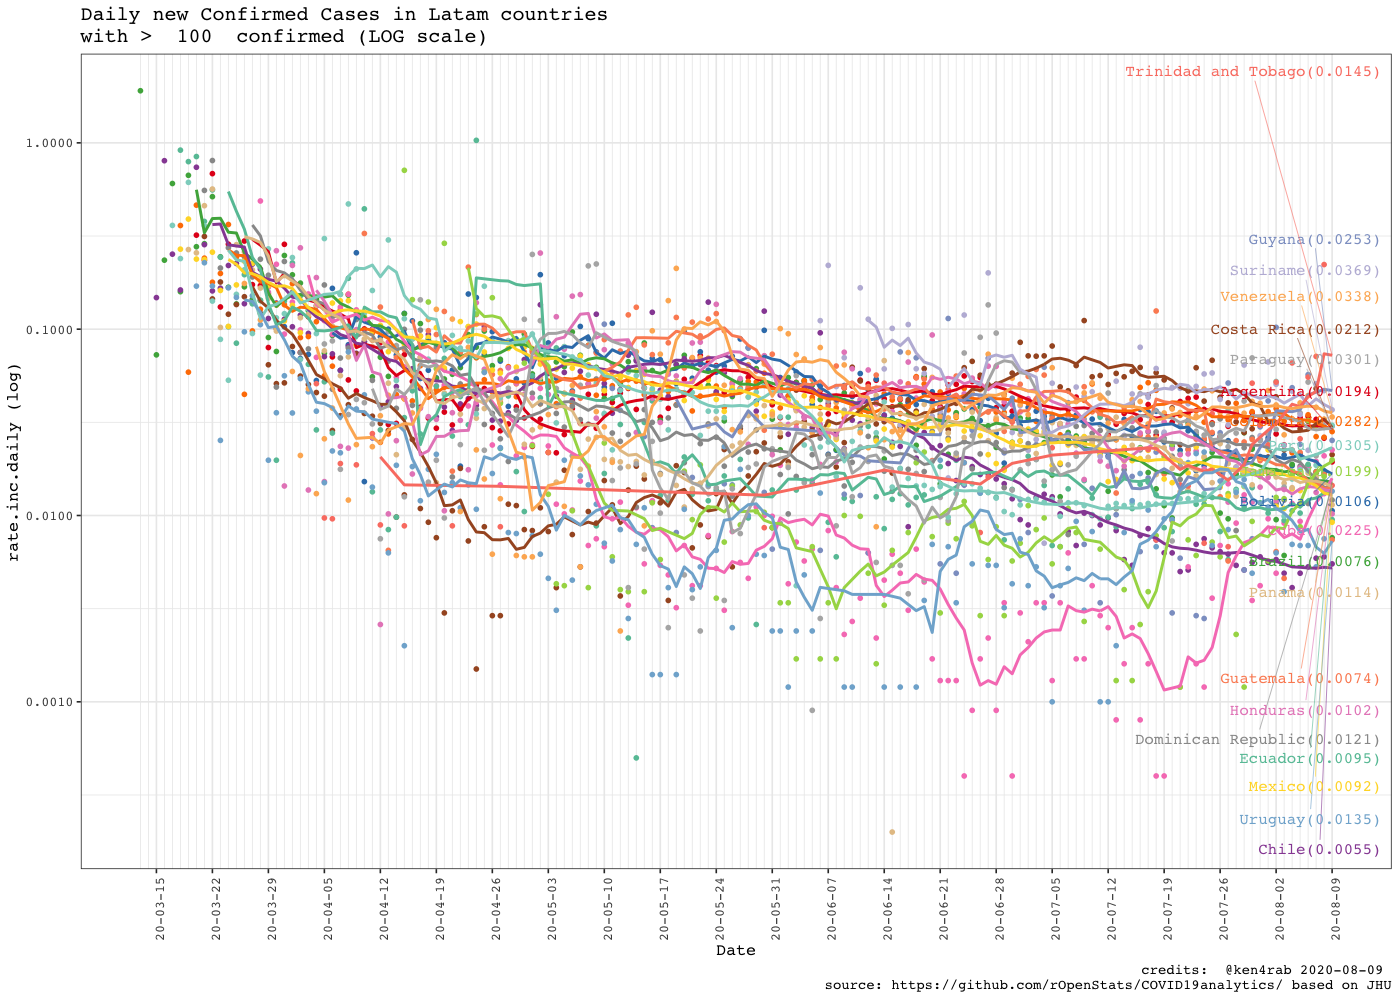 Daily new Confirmed Cases in Latam countries
with > 100 confirmed (LOG scale)
rate.inc.daily (log)
1.0000
0.1000
0.0100
0.0010
Trinidad and Tobago(0.0145)
Guyana(0.0253)
Suriname(0.0369)
Venezuela(0.0338)
Costa Rica(0.0212)
Paraguay(0.0301)
Argentina(0.0194)
0.0282)
0.0305)
0.0199)
Bolivia(0.0106)
(0.0225)
Brazil(0.0076)
Panama(0.0114)
Guatemala(0.0074)
Honduras(0.0102)
Dominican Republic(0.0121)
Ecuador(0.0095)
Mexico(0.0092)
Uruguay(0.0135)
Chile(0.0055)
20-03-15
20-03-22
20-03-29
20-04-05
20-04-12
20-04-19
20-04-26
20-05-03
20-05-10
20-05-17
20-05-24
20-05-31
20-06-07
20-06-14
20-06-21
20-06-28
20-07-05
20-07-12
20-07-19
20-07-26
20-08-02
20-08-09
Date
credits: @ken4rab 2020-08-09
source: https://github.com/rOpenStats/COVID19analytics/ based on JHU